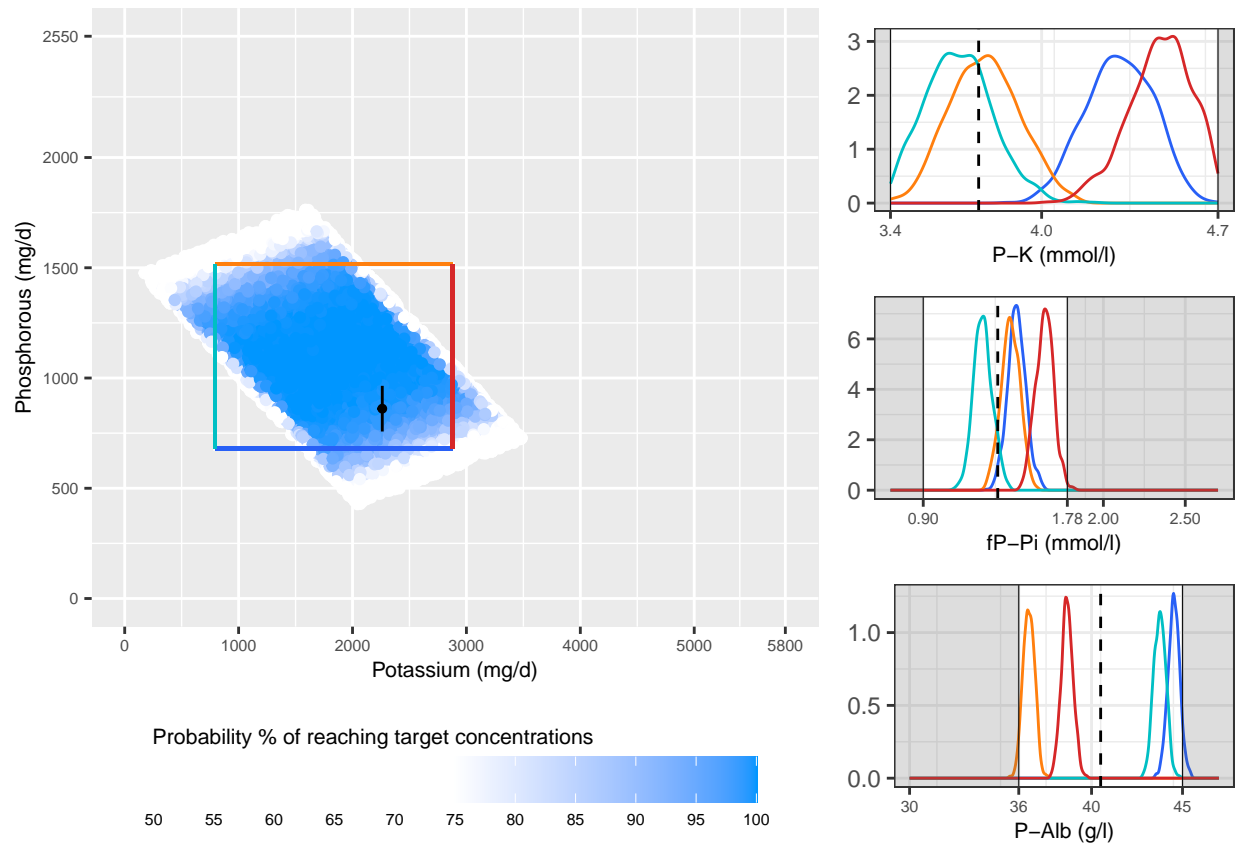 2550
2000
1500
1000
500
0
Phosphorous (mg/d)
0 1000 2000 3000 4000 5000 5800
Potassium (mg/d)
Probability % of reaching target concentrations
50 55 60 65 70 75 80 85 90 95 100
3
2
1
0
3.4 4.0 4.7
P−K (mmol/l)
6
4
2
0
0.90 1.78 2.00 2.50
fP−Pi (mmol/l)
1.0
0.5
0.0
30 36 40 45
P−Alb (g/l)